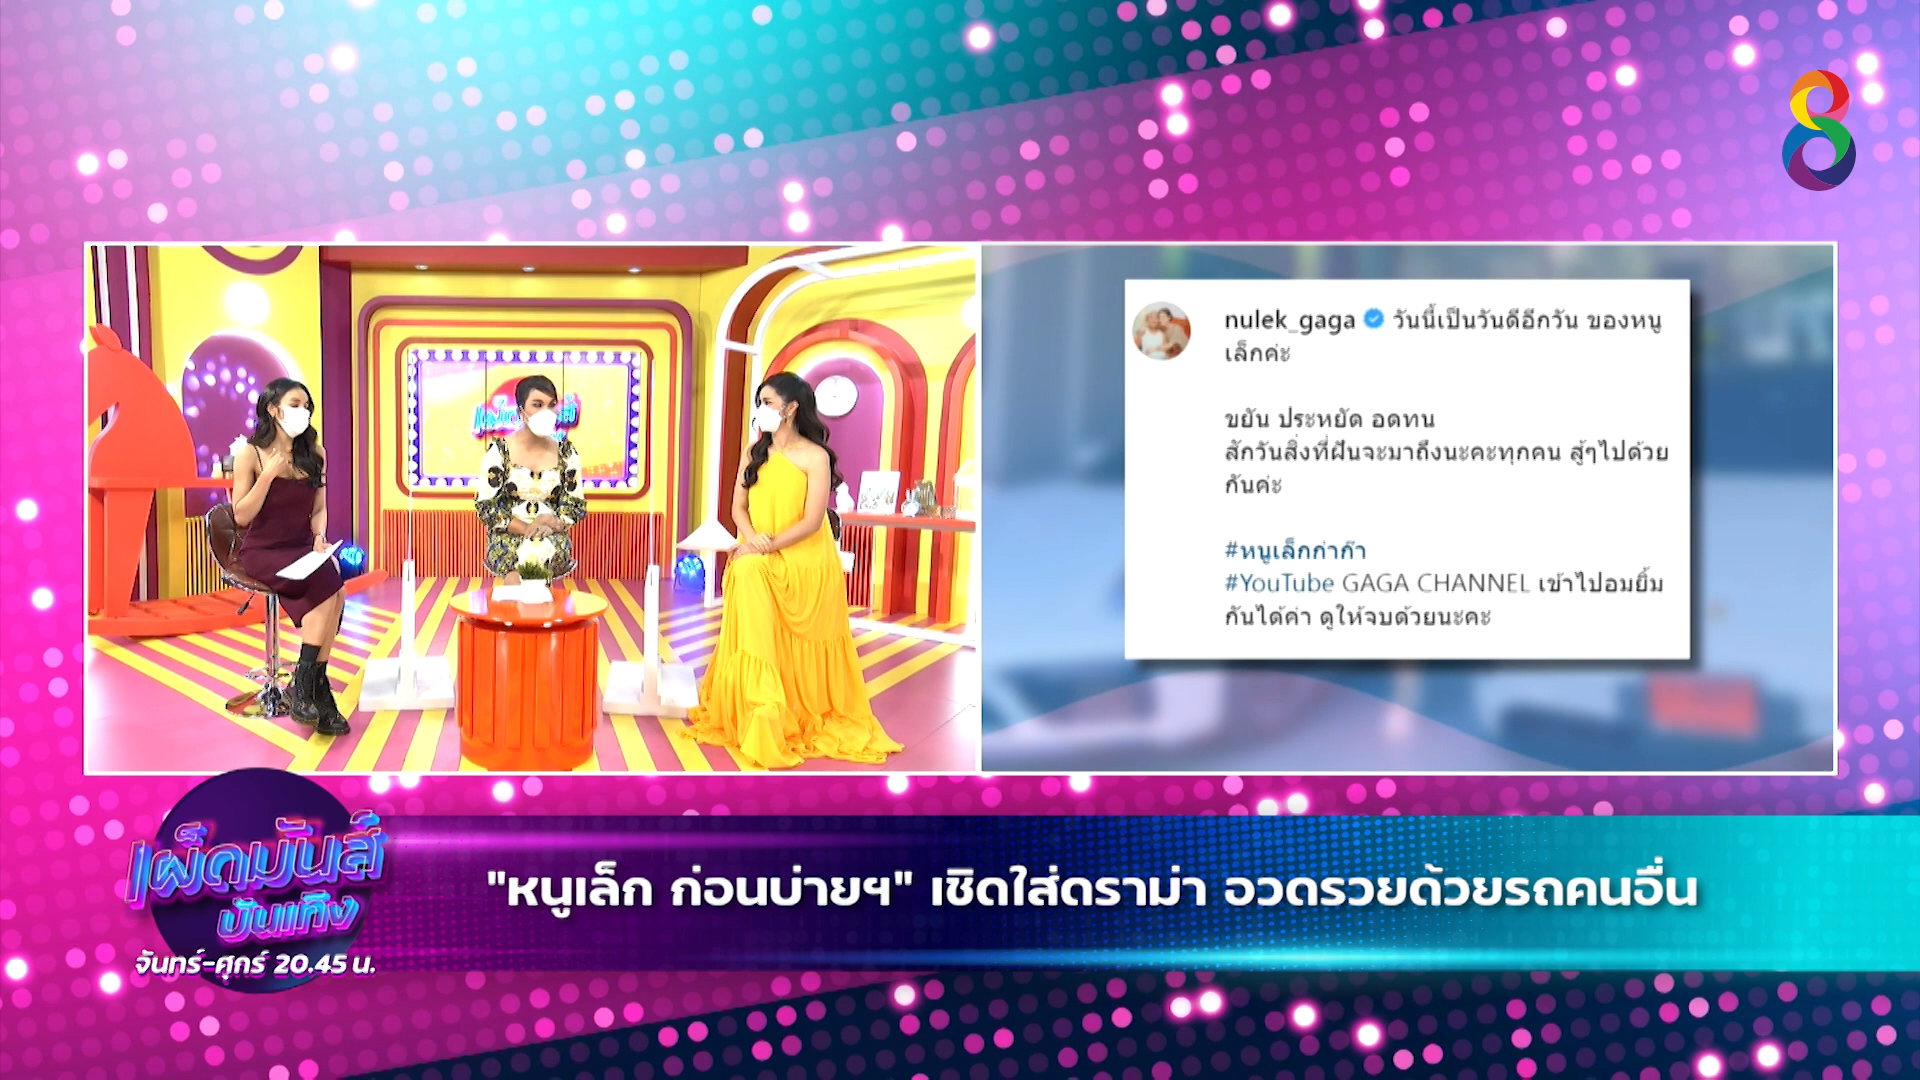 8
nulek_gaga วันนี้เป็นวันดีอีกวัน ของหนู
เล็กค่ะ
ขยัน ประหยัด อดทน
สักวันสิ่งที่ฝันจะมาถึงนะคะทุกคน สู้ๆไปด้วย
กันค่ะ
#หนูเล็กก่าก๊า
#YouTube GAGA CHANNEL เข้าไปอมยิ้ม
กันได้ค่า ดูให้จบด้วยนะคะ
เผ็ดมันส์
บันเทิง
จันทร์-ศุกร์ 20.45 น.
"หนูเล็ก ก่อนบ่ายฯ" เชิดใส่ดราม่า อวดรวยด้วยรถคนอื่น